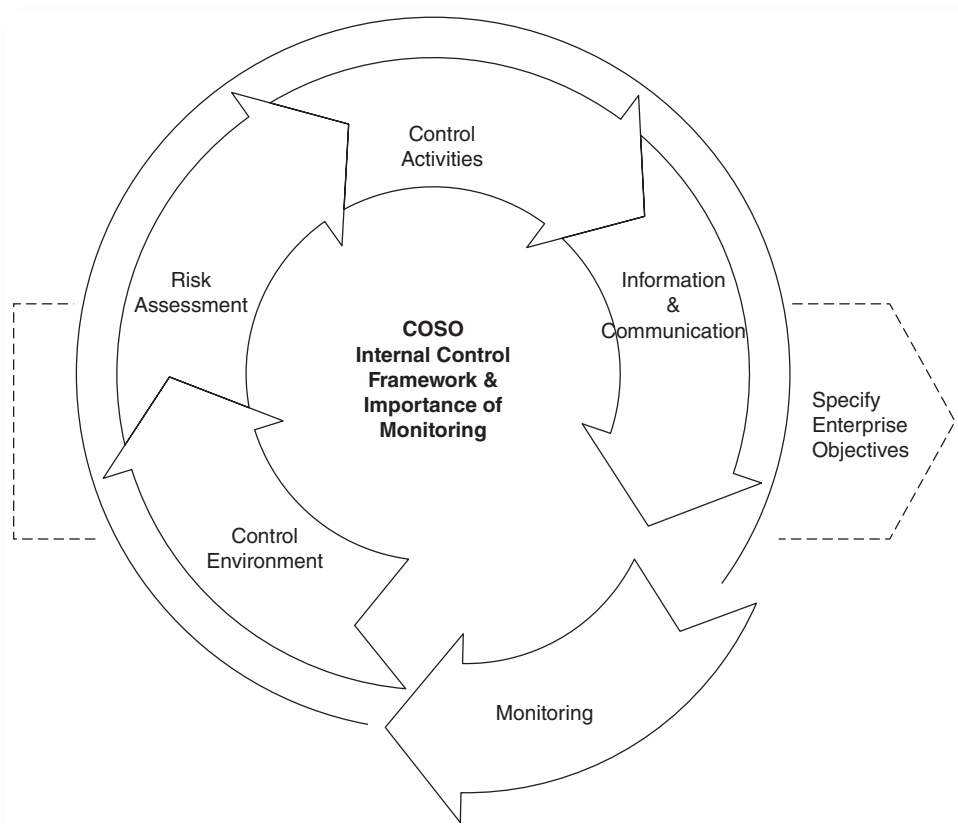 Control
Activities
Risk
Assessment
Information
&
Communication
COSO
Internal Control
Framework &
Importance of
Monitoring
Specify
Enterprise
Objectives
Control
Environment
Monitoring